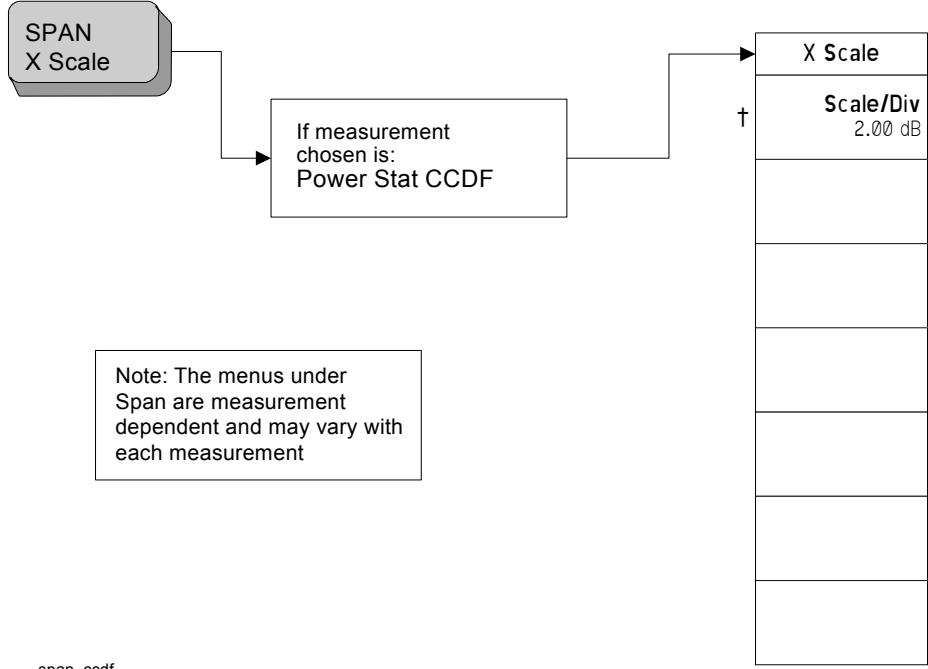 SPAN
X Scale
If measurement
chosen is:
Power Stat CCDF
X Scale
†
Scale/Div
2.00 dB
Note: The menus under
Span are measurement
dependent and may vary with
each measurement
span_ccdf